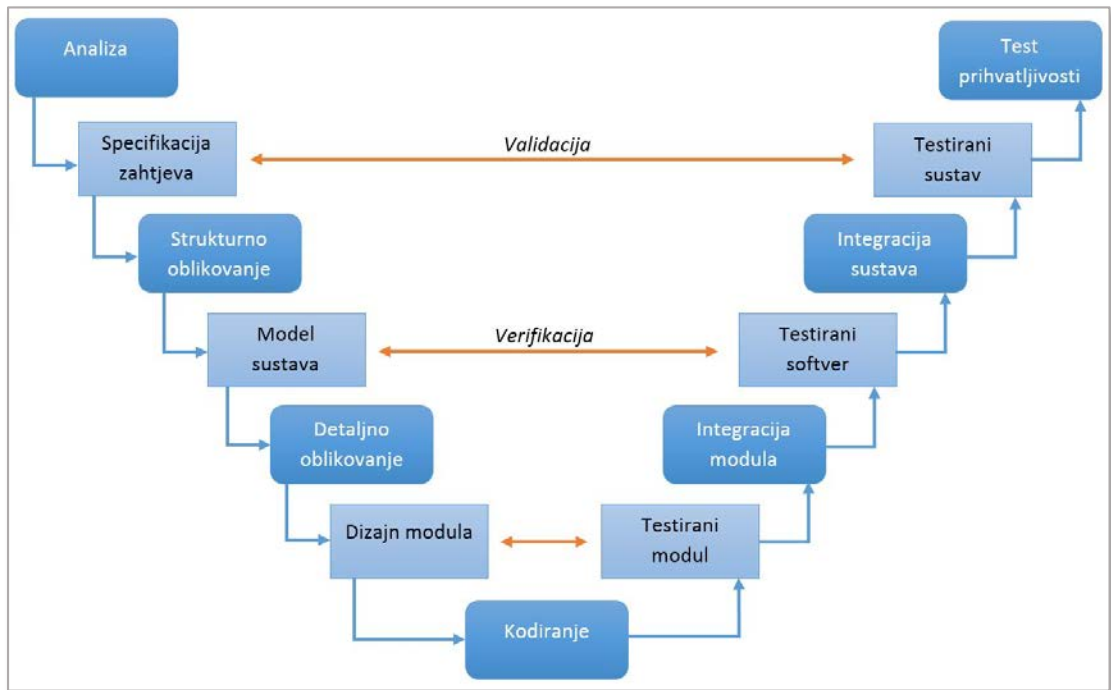 Analiza
Test
prihvatljivosti
Specifikacija
zahtjeva
Validacija
Testirani
sustav
Strukturno
oblikovanje
Integracija
sustava
Model
sustava
Verifikacija
Testirani
softver
Detaljno
oblikovanje
Integracija
modula
Dizajn modula
Testirani
modul
Kodiranje